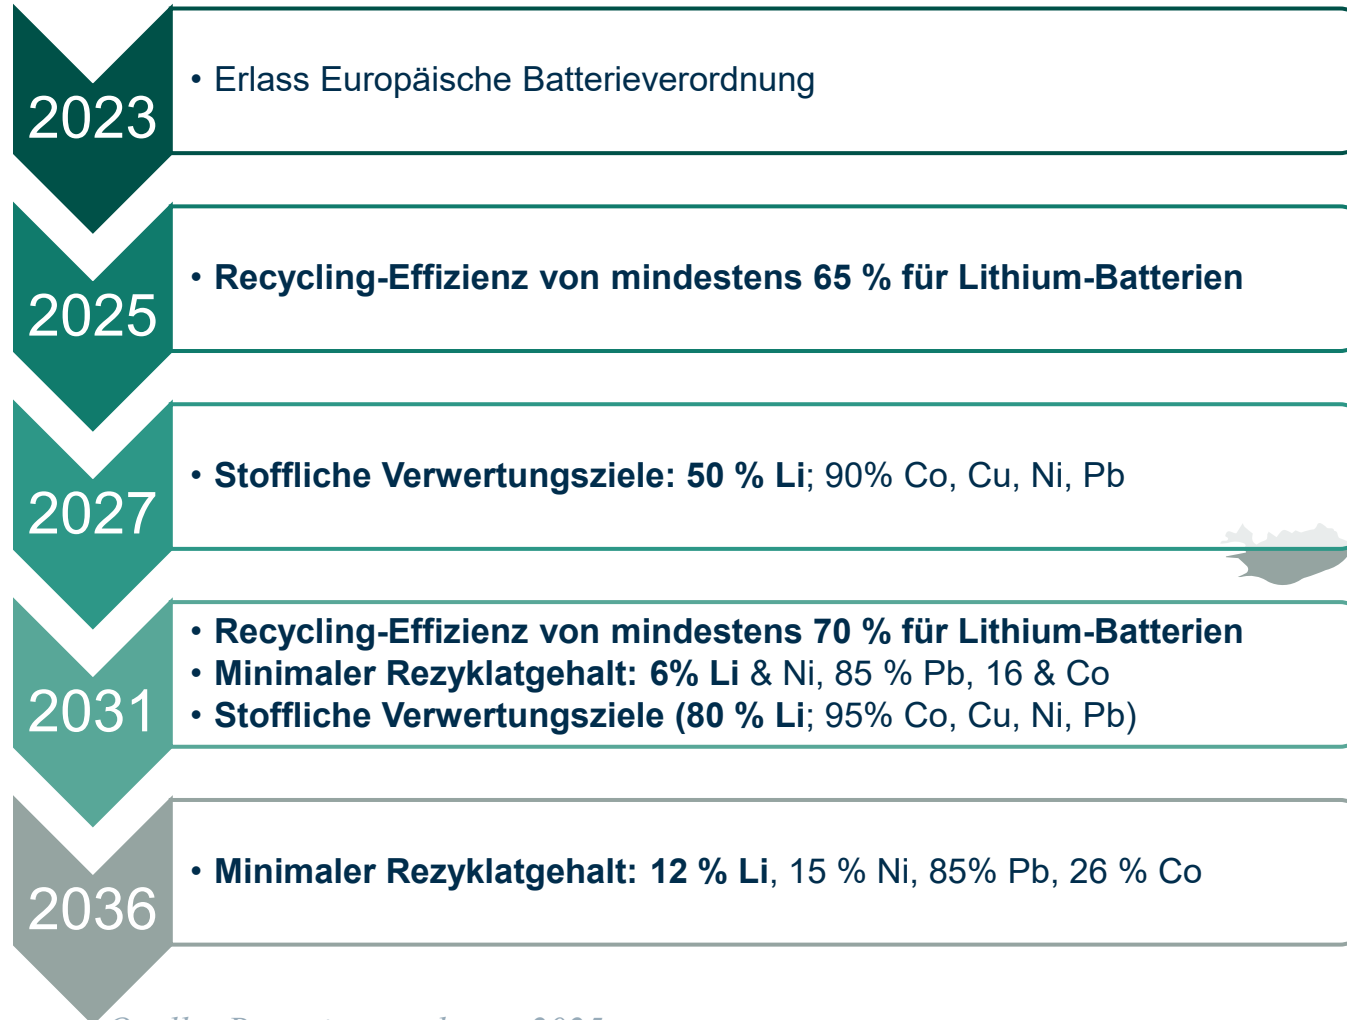 2023
• Erlass Europäische Batterieverordnung
2025
• Recycling-Effizienz von mindestens 65 % für Lithium-Batterien
2027
• Stoffliche Verwertungsziele: 50 % Li; 90% Co, Cu, Ni, Pb
2031
• Recycling-Effizienz von mindestens 70 % für Lithium-Batterien
• Minimaler Rezyklatgehalt: 6% Li & Ni, 85 % Pb, 16 & Co
• Stoffliche Verwertungsziele (80 % Li; 95% Co, Cu, Ni, Pb)
2036
• Minimaler Rezyklatgehalt: 12 % Li, 15 % Ni, 85% Pb, 26 % Co